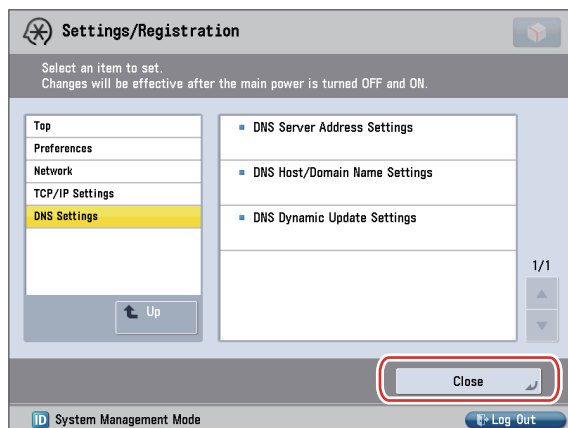 Settings/Registration
Select an item to set.
Changes will be effective after the main power is turned OFF and ON.
Top
Preferences
Network
TCP/IP Settings
DNS Settings
Up
DNS Server Address Settings
DNS Host/Domain Name Settings
DNS Dynamic Update Settings
1/1
Close
ID System Management Mode
Log Out